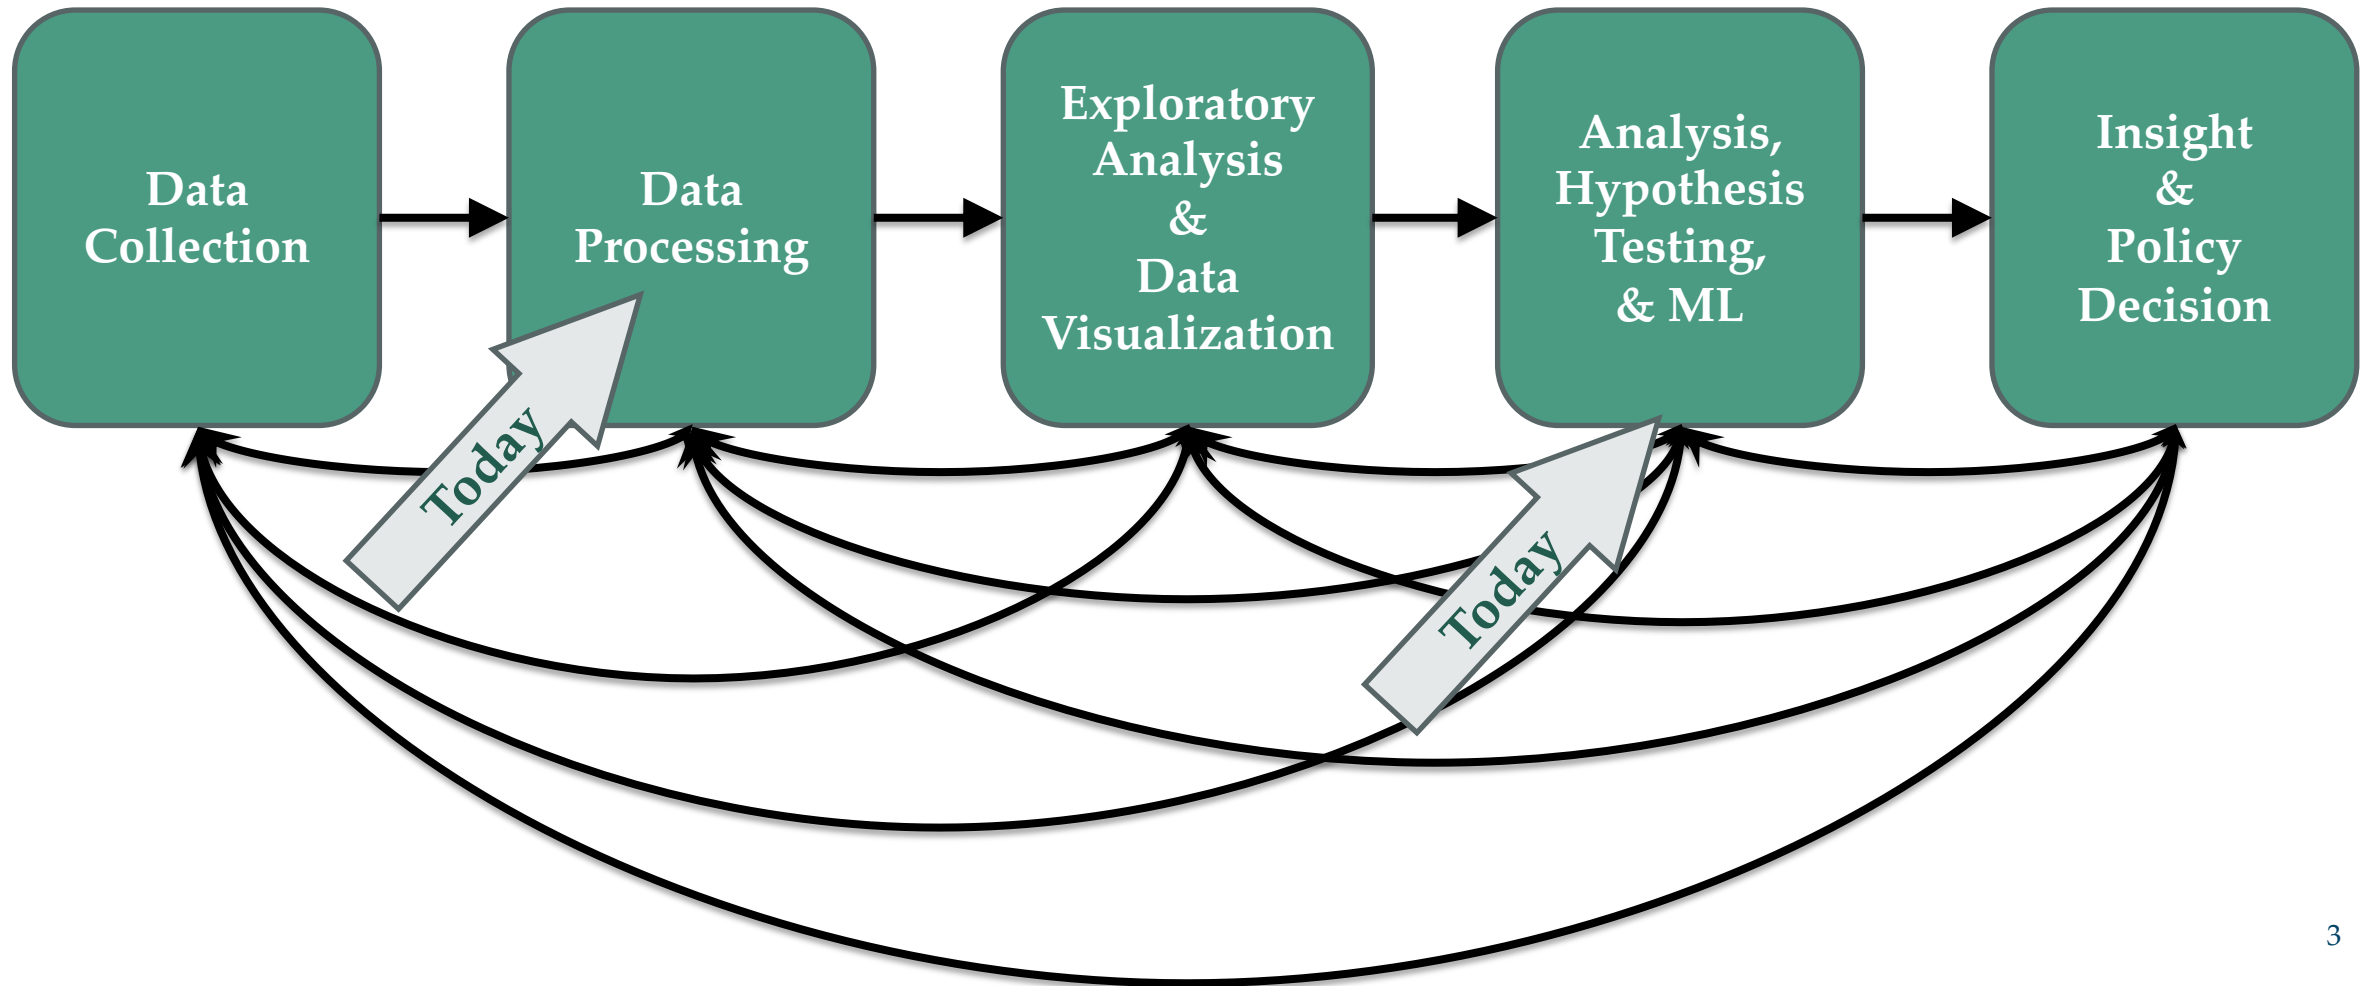 Data
Collection
Data
Processing
Exploratory
Analysis
&
Data
Visualization
Analysis,
Hypothesis
Testing,
& ML
Insight
&
Policy
Decision
Today
Today
3